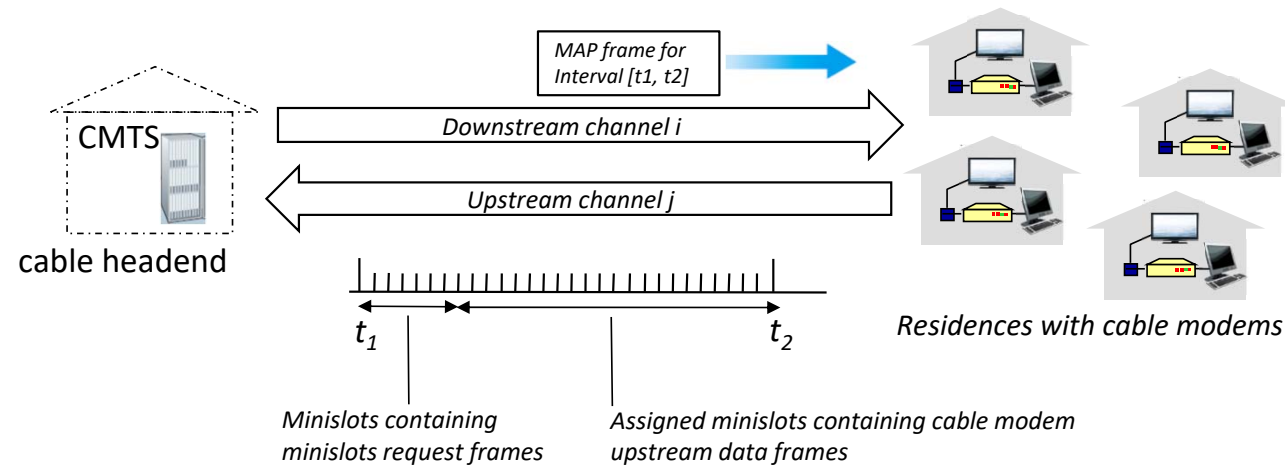 MAP frame for
Interval [t1, t2]
CMTS
Downstream channel i
Upstream channel j
cable headend
t1
t2
Residences with cable modems
Minislots containing
minislots request frames
Assigned minislots containing cable modem
upstream data frames